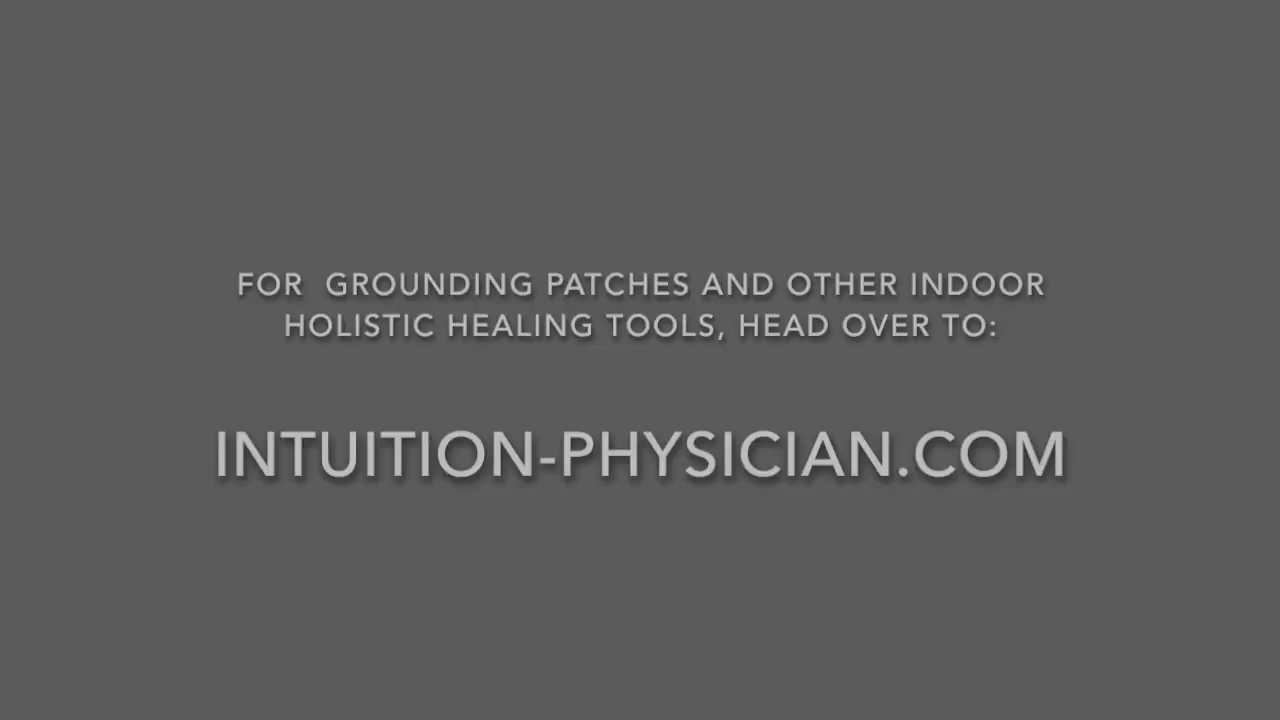 FOR  GROUNDING PATCHES AND OTHER INDOOR
HOLISTIC HEALING TOOLS, HEAD OVER TO:
INTUITION-PHYSICIAN.COM